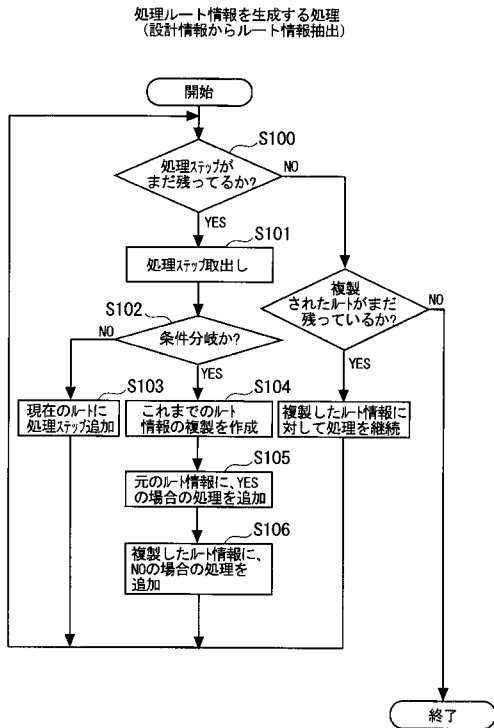 処理ルート情報を生成する処理
(設計情報からルート情報抽出)
開始
S100
処理ステップが
まだ残ってるか?
NO
YES
S101
処理ステップ取出し
S102
条件分岐か?
NO
YES
複製
されたルートがまだ
残っているか?
NO
YES
S103
現在のルートに
処理ステップ追加
S104
これまでのルート
情報の複製を作成
複製したルート情報に
対して処理を継続
S105
元のルート情報に、YES
の場合の処理を追加
S106
複製したルート情報に、
NOの場合の処理を
追加
終了